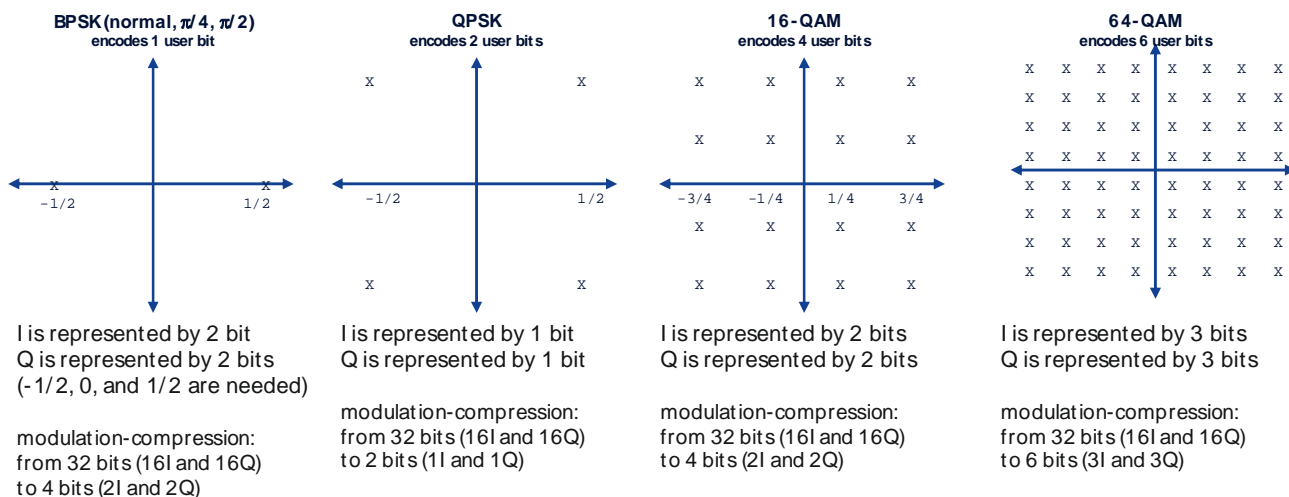 BPSK (normal, π/4, π/2)
encodes 1 user bit
x x
-1/2 1/2
I is represented by 2 bit
Q is represented by 2 bits
(-1/2, 0, and 1/2 are needed)
modulation-compression:
from 32 bits (16I and 16Q)
to 4 bits (2I and 2Q)
QPSK
encodes 2 user bits
x x
-1/2 1/2
x x
I is represented by 1 bit
Q is represented by 1 bit
modulation-compression:
from 32 bits (16I and 16Q)
to 2 bits (1I and 1Q)
16-QAM
encodes 4 user bits
x x x x
x x x x
-3/4 -1/4 1/4 3/4
x x x x
x x x x
I is represented by 2 bits
Q is represented by 2 bits
modulation-compression:
from 32 bits (16I and 16Q)
to 4 bits (2I and 2Q)
64-QAM
encodes 6 user bits
x x x x x x x x
x x x x x x x x
x x x x x x x x
x x x x x x x x
x x x x x x x x
x x x x x x x x
x x x x x x x x
x x x x x x x x
I is represented by 3 bits
Q is represented by 3 bits
modulation-compression:
from 32 bits (16I and 16Q)
to 6 bits (3I and 3Q)